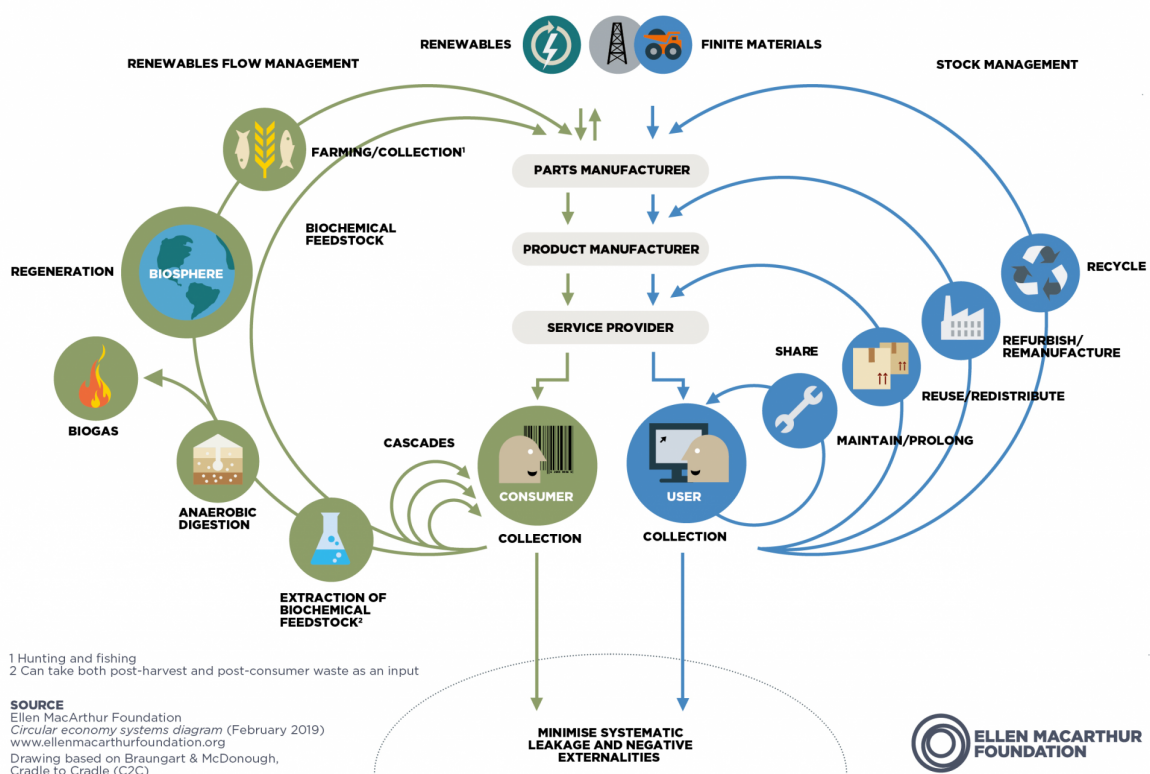 RENEWABLES
FINITE MATERIALS
RENEWABLES FLOW MANAGEMENT
STOCK MANAGEMENT
FARMING/COLLECTION¹
PARTS MANUFACTURER
BIOCHEMICAL
FEEDSTOCK
PRODUCT MANUFACTURER
REGENERATION
BIOSPHERE
RECYCLE
SERVICE PROVIDER
SHARE
REFURBISH/
REMANUFACTURE
REUSE/REDISTRIBUTE
BIOGAS
CASCADES
MAINTAIN/PROLONG
CONSUMER
USER
ANAEROBIC
DIGESTION
COLLECTION
COLLECTION
EXTRACTION OF
BIOCHEMICAL
FEEDSTOCK²
1 Hunting and fishing
2 Can take both post-harvest and post-consumer waste as an input
SOURCE
Ellen MacArthur Foundation
Circular economy systems diagram (February 2019)
www.ellenmacarthurfoundation.org
Drawing based on Braungart & McDonough,
Cradle to Cradle (C2C)
MINIMISE SYSTEMATIC
LEAKAGE AND NEGATIVE
EXTERNALITIES
ELLEN MACARTHUR
FOUNDATION